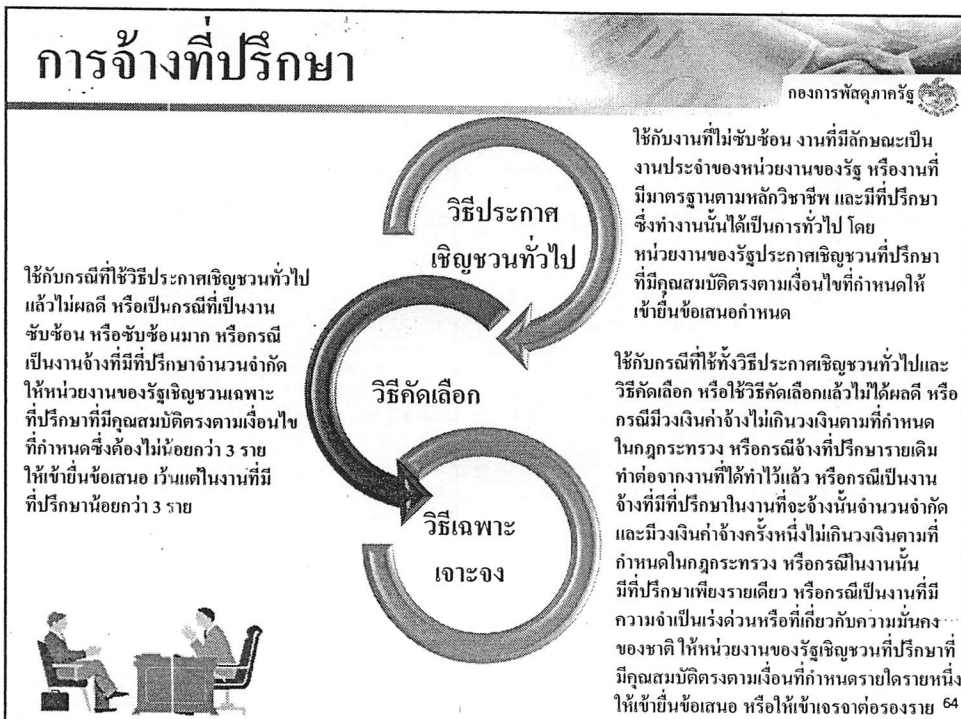 การจ้างที่ปรึกษา
กองการพัสดุภาครัฐ
วิธีประกาศ
เชิญชวนทั่วไป
ใช้กับงานที่ไม่ซับซ้อน งานที่มีลักษณะเป็น
งานประจำของหน่วยงานของรัฐ หรืองานที่
มีมาตรฐานตามหลักวิชาชีพ และมีที่ปรึกษา
ซึ่งทำงานนั้นได้เป็นการทั่วไป โดย
หน่วยงานของรัฐประกาศเชิญชวนที่ปรึกษา
ที่มีคุณสมบัติตรงตามเงื่อนไขที่กำหนดให้
เข้ายื่นข้อเสนอกำหนด
ใช้กับกรณีที่ใช้วิธีประกาศเชิญชวนทั่วไป
แล้วไม่ผลดี หรือเป็นกรณีที่เป็นงาน
ซับซ้อน หรือซับซ้อนมาก หรือกรณี
เป็นงานจ้างที่มีที่ปรึกษาจำนวนจำกัด
ให้หน่วยงานของรัฐเชิญชวนเฉพาะ
ที่ปรึกษาที่มีคุณสมบัติตรงตามเงื่อนไข
ที่กำหนดซึ่งต้องไม่น้อยกว่า 3 ราย
ให้เข้ายื่นข้อเสนอ เว้นแต่ในงานที่มี
ที่ปรึกษาน้อยกว่า 3 ราย
วิธีคัดเลือก
วิธีเฉพาะ
เจาะจง
ใช้กับกรณีที่ใช้ทั้งวิธีประกาศเชิญชวนทั่วไปและ
วิธีคัดเลือก หรือใช้วิธีคัดเลือกแล้วไม่ได้ผลดี หรือ
กรณีมีวงเงินค่าจ้างไม่เกินวงเงินตามที่กำหนด
ในกฎกระทรวง หรือกรณีจ้างที่ปรึกษารายเดิม
ทำต่อจากงานที่ได้ทำไว้แล้ว หรือกรณีเป็นงาน
จ้างที่มีที่ปรึกษาในงานที่จะจ้างนั้นจำนวนจำกัด
และมีวงเงินค่าจ้างครั้งหนึ่งไม่เกินวงเงินตามที่
กำหนดในกฎกระทรวง หรือกรณีในงานนั้น
มีที่ปรึกษาเพียงรายเดียว หรือกรณีเป็นงานที่มี
ความจำเป็นเร่งด่วนหรือที่เกี่ยวกับความมั่นคง
ของชาติ ให้หน่วยงานของรัฐเชิญชวนที่ปรึกษาที่
มีคุณสมบัติตรงตามเงื่อนที่กำหนดรายใดรายหนึ่ง
ให้เข้ายื่นข้อเสนอ หรือให้เข้าเจรจาต่อรองราย 64